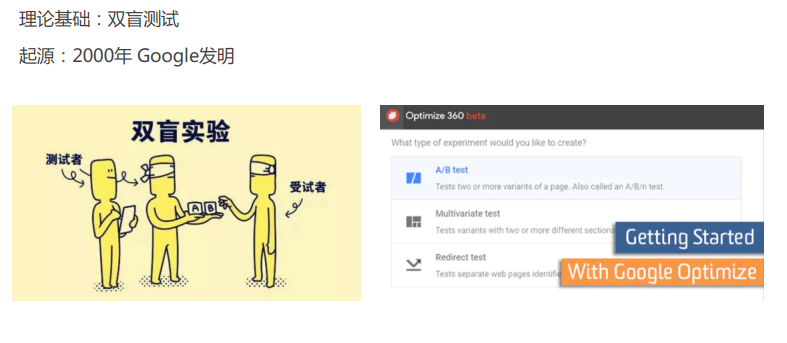 理论基础：双盲测试
起源：2000年 Google发明
双盲实验
测试者
受试者
A B
Optimize 360 beta
What type of experiment would you like to create?
A/B test
Tests two or more variants of a page. Also called an A/B/n test.
Multivariate test
Tests variants with two or more different section
Redirect test
Tests separate web pages identifie
Getting Started
With Google Optimize